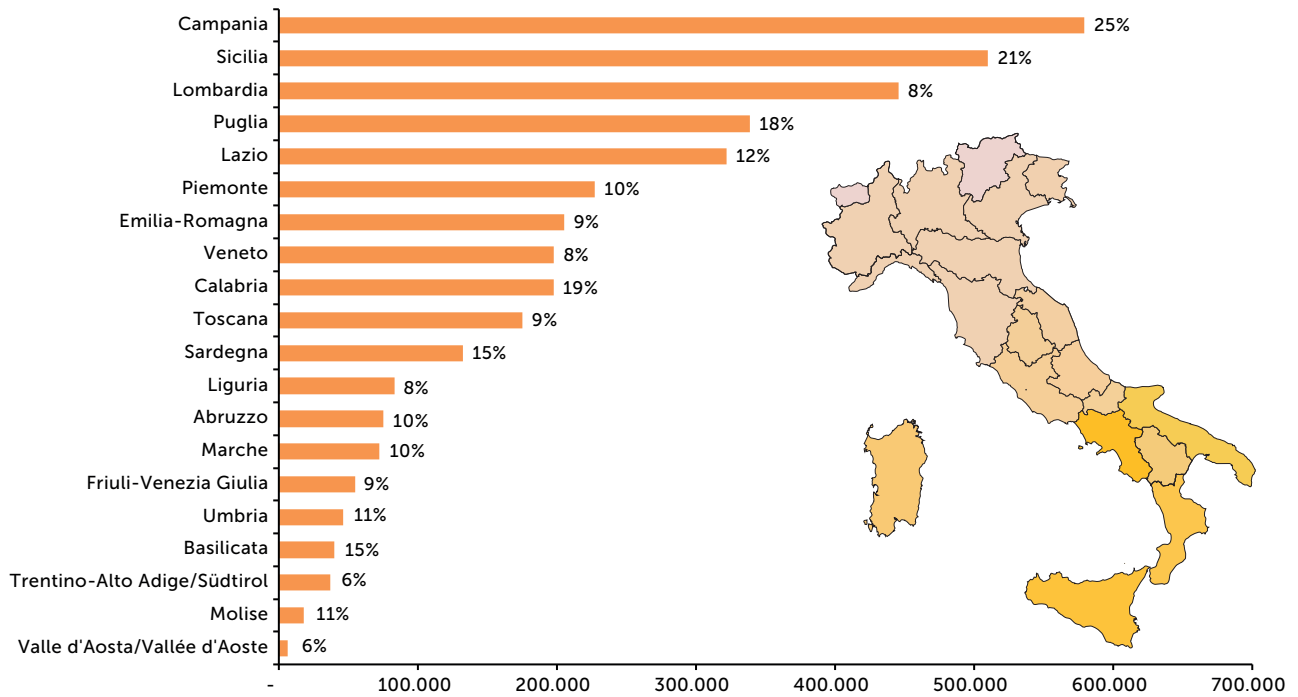 Campania 25%
Sicilia 21%
Lombardia 8%
Puglia 18%
Lazio 12%
Piemonte 10%
Emilia-Romagna 9%
Veneto 8%
Calabria 19%
Toscana 9%
Sardegna 15%
Liguria 8%
Abruzzo 10%
Marche 10%
Friuli-Venezia Giulia 9%
Umbria 11%
Basilicata 15%
Trentino-Alto Adige/Südtirol 6%
Molise 11%
Valle d'Aosta/Vallée d'Aoste 6%
- 100.000 200.000 300.000 400.000 500.000 600.000 700.000